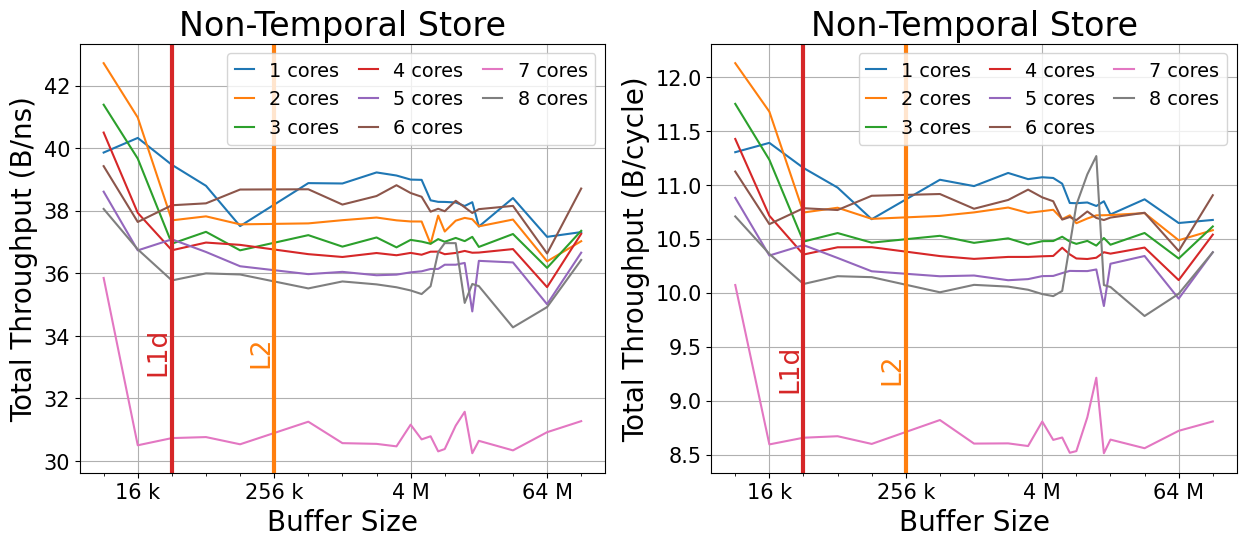 Non-Temporal Store
Total Throughput (B/ns)
42
40
38
36
34
32
30
1 cores
2 cores
3 cores
4 cores
5 cores
6 cores
7 cores
8 cores
L1d
L2
16 k
256 k
4 M
64 M
Buffer Size
Non-Temporal Store
Total Throughput (B/cycle)
12.0
11.5
11.0
10.5
10.0
9.5
9.0
8.5
1 cores
2 cores
3 cores
4 cores
5 cores
6 cores
7 cores
8 cores
L1d
L2
16 k
256 k
4 M
64 M
Buffer Size